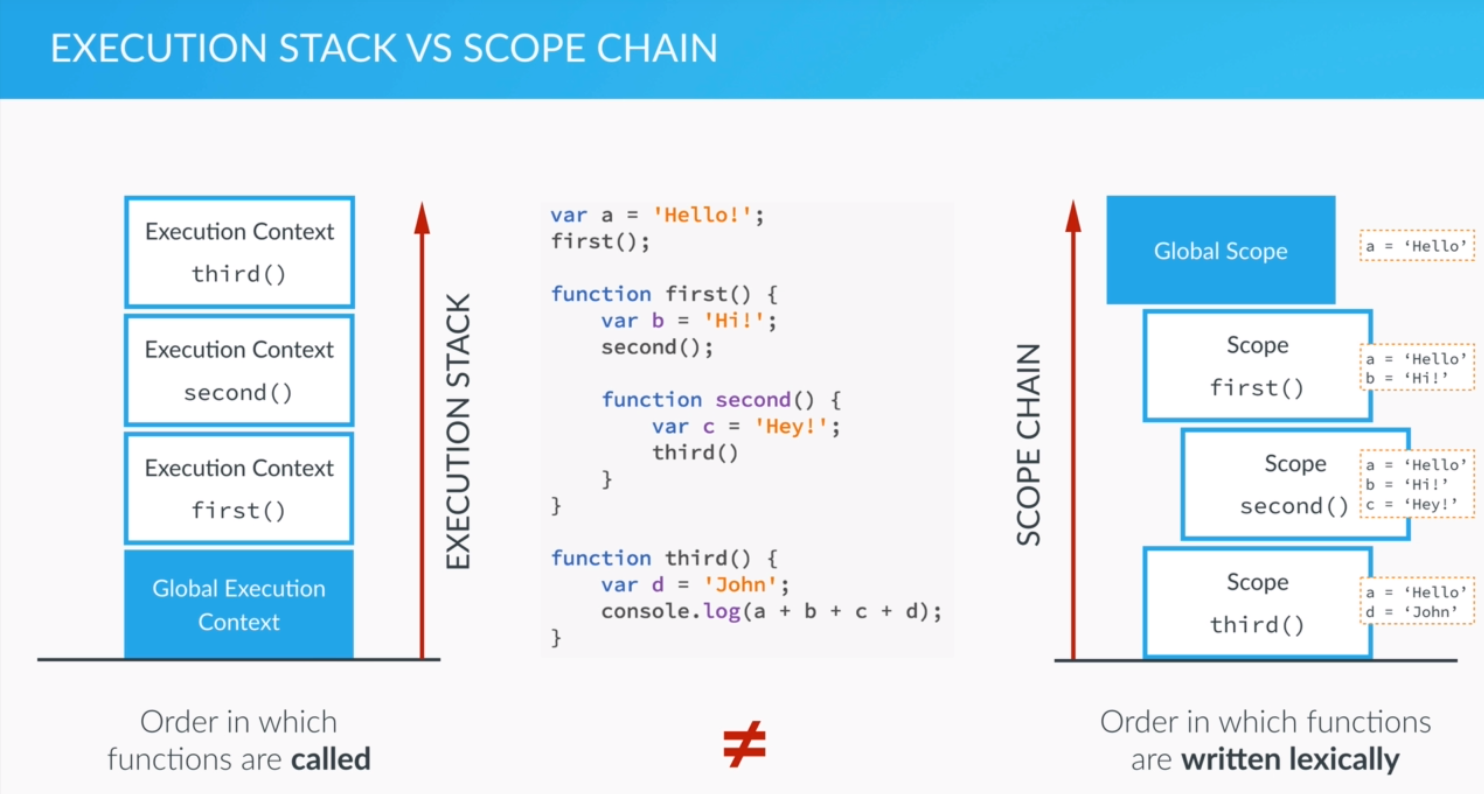 EXECUTION STACK VS SCOPE CHAIN
Execution Context
third()
Execution Context
second()
Execution Context
first()
Global Execution
Context
EXECUTION STACK
Order in which
functions are called
var a = 'Hello!';
first();
function first() {
    var b = 'Hi!';
    second();
    function second() {
        var c = 'Hey!';
        third()
    }
}
function third() {
    var d = 'John';
    console.log(a + b + c + d);
}
≠
SCOPE CHAIN
Global Scope
a = ‘Hello’
Scope
first()
a = ‘Hello’
b = ‘Hi!’
Scope
second()
a = ‘Hello’
b = ‘Hi!’
c = ‘Hey!’
Scope
third()
a = ‘Hello’
d = ‘John’
Order in which functions
are written lexically